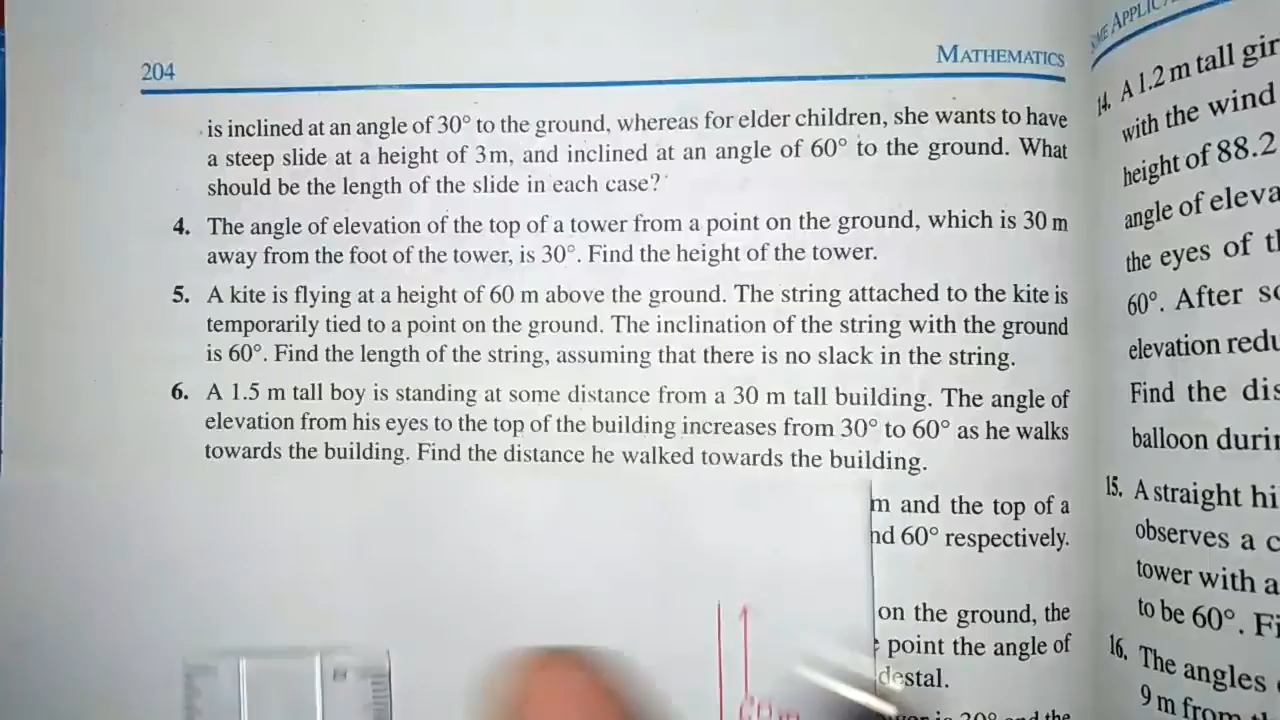 204
MATHEMATICS
is inclined at an angle of 30° to the ground, whereas for elder children, she wants to have
a steep slide at a height of 3m, and inclined at an angle of 60° to the ground. What
should be the length of the slide in each case?
4. The angle of elevation of the top of a tower from a point on the ground, which is 30 m
away from the foot of the tower, is 30°. Find the height of the tower.
5. A kite is flying at a height of 60 m above the ground. The string attached to the kite is
temporarily tied to a point on the ground. The inclination of the string with the ground
is 60°. Find the length of the string, assuming that there is no slack in the string.
6. A 1.5 m tall boy is standing at some distance from a 30 m tall building. The angle of
elevation from his eyes to the top of the building increases from 30° to 60° as he walks
towards the building. Find the distance he walked towards the building.
m and the top of a
60° respectively.
on the ground, the
point the angle of
14. A 1.2 m tall
with the wind
height of 88.2
angle of
the eyes of
60°. After
elevation
Find the
balloon
15. A straight
observes a
tower with a
to be 60°.
16. The angles
9 m from